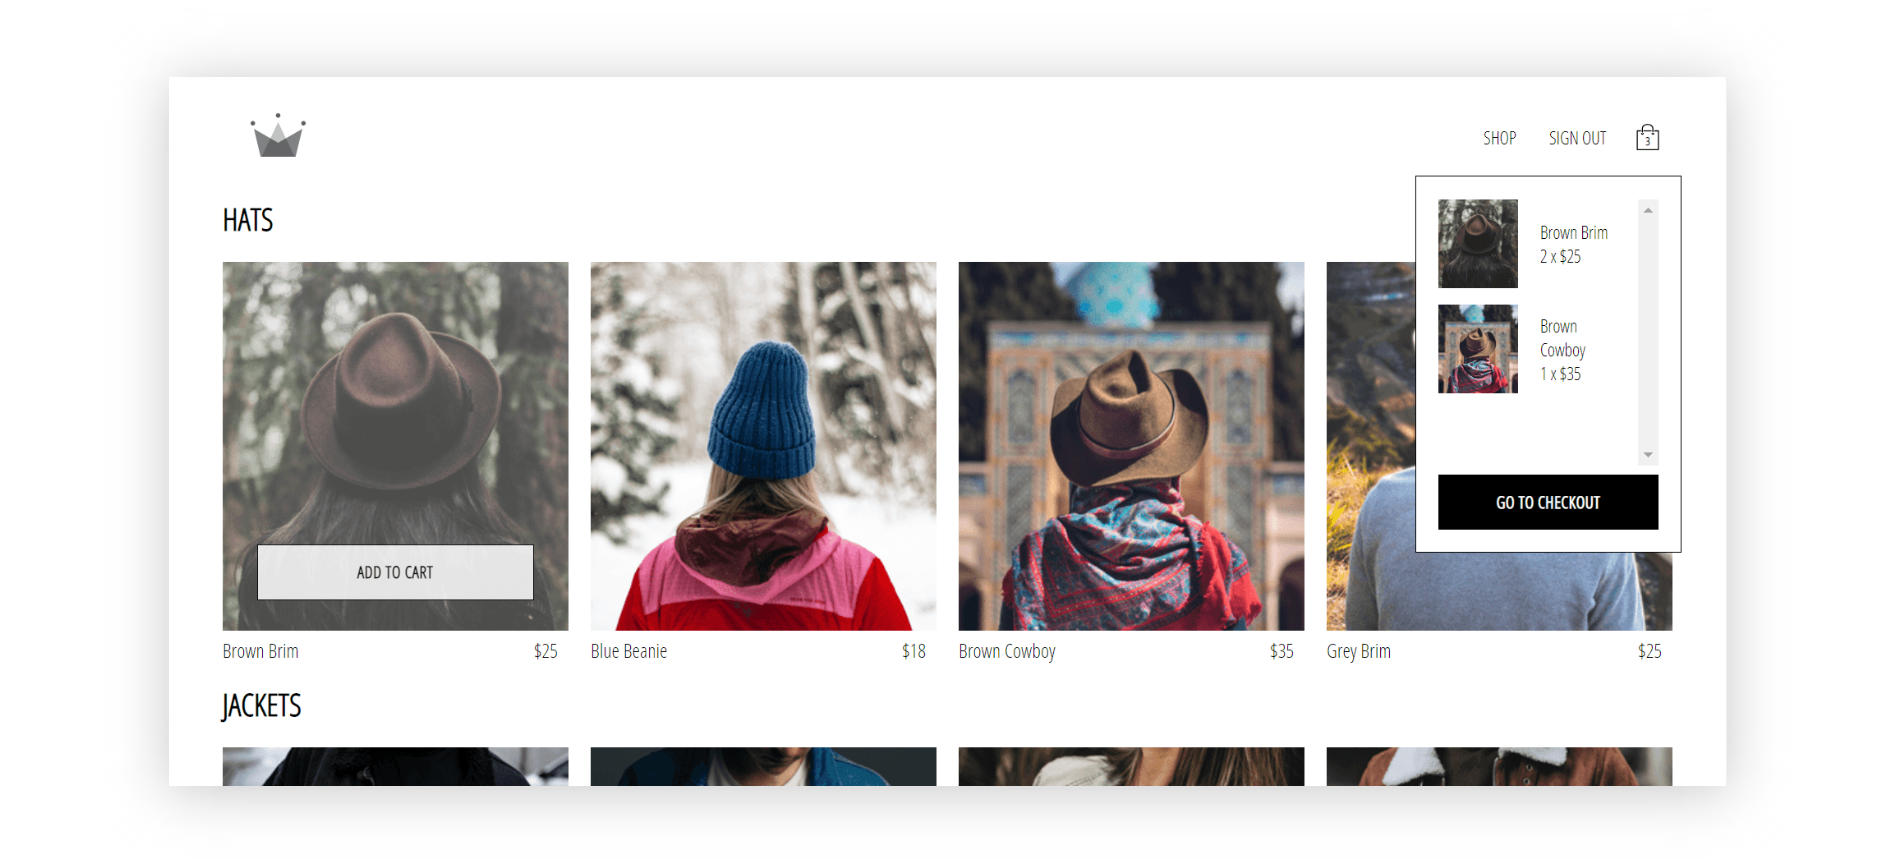 SHOP
SIGN OUT
3
HATS
Brown Brim
2 x $25
Brown
Cowboy
1 x $35
GO TO CHECKOUT
ADD TO CART
Brown Brim
$25
Blue Beanie
$18
Brown Cowboy
$35
Grey Brim
$25
JACKETS